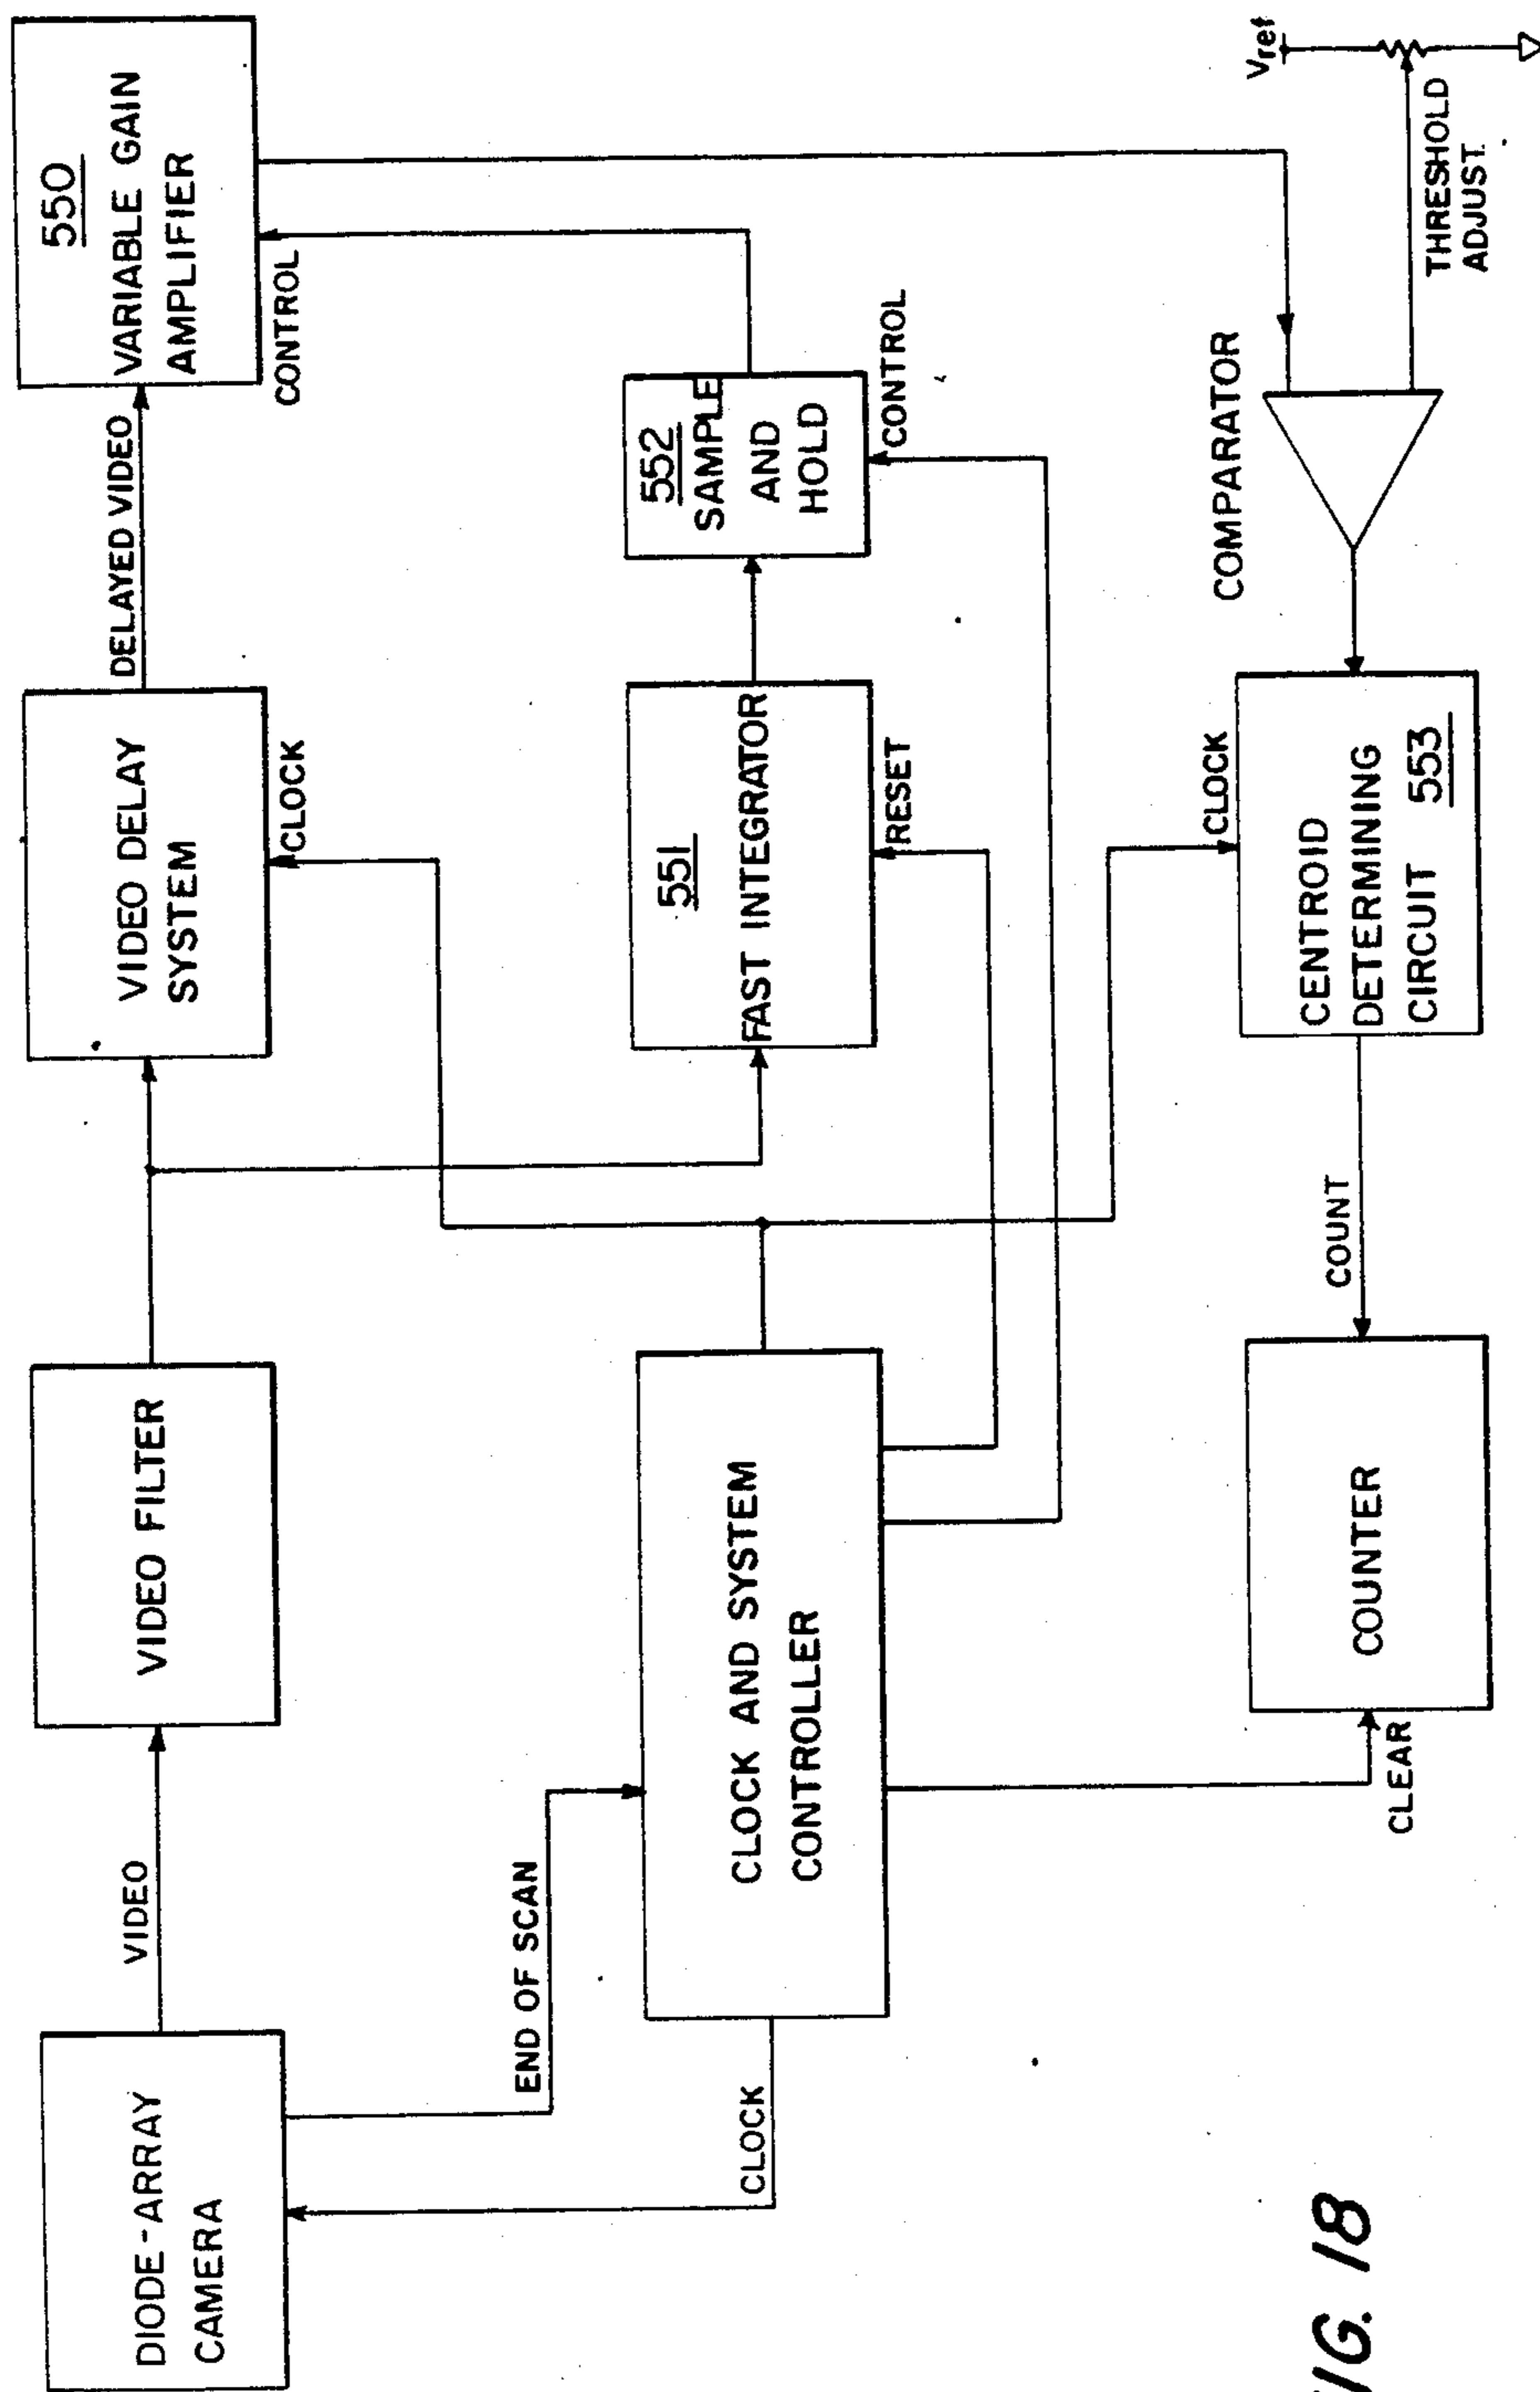 DIODE-ARRAY
CAMERA
VIDEO
VIDEO FILTER
VIDEO DELAY
SYSTEM
CLOCK
DELAYED VIDEO
550
VARIABLE GAIN
AMPLIFIER
CONTROL
END OF SCAN
CLOCK
CLOCK AND SYSTEM
CONTROLLER
551
FAST INTEGRATOR
RESET
552
SAMPLE
AND
HOLD
CONTROL
CLEAR
COUNTER
COUNT
CLOCK
CENTROID
DETERMINING
CIRCUIT 553
COMPARATOR
Vref
THRESHOLD
ADJUST.
IG. 18